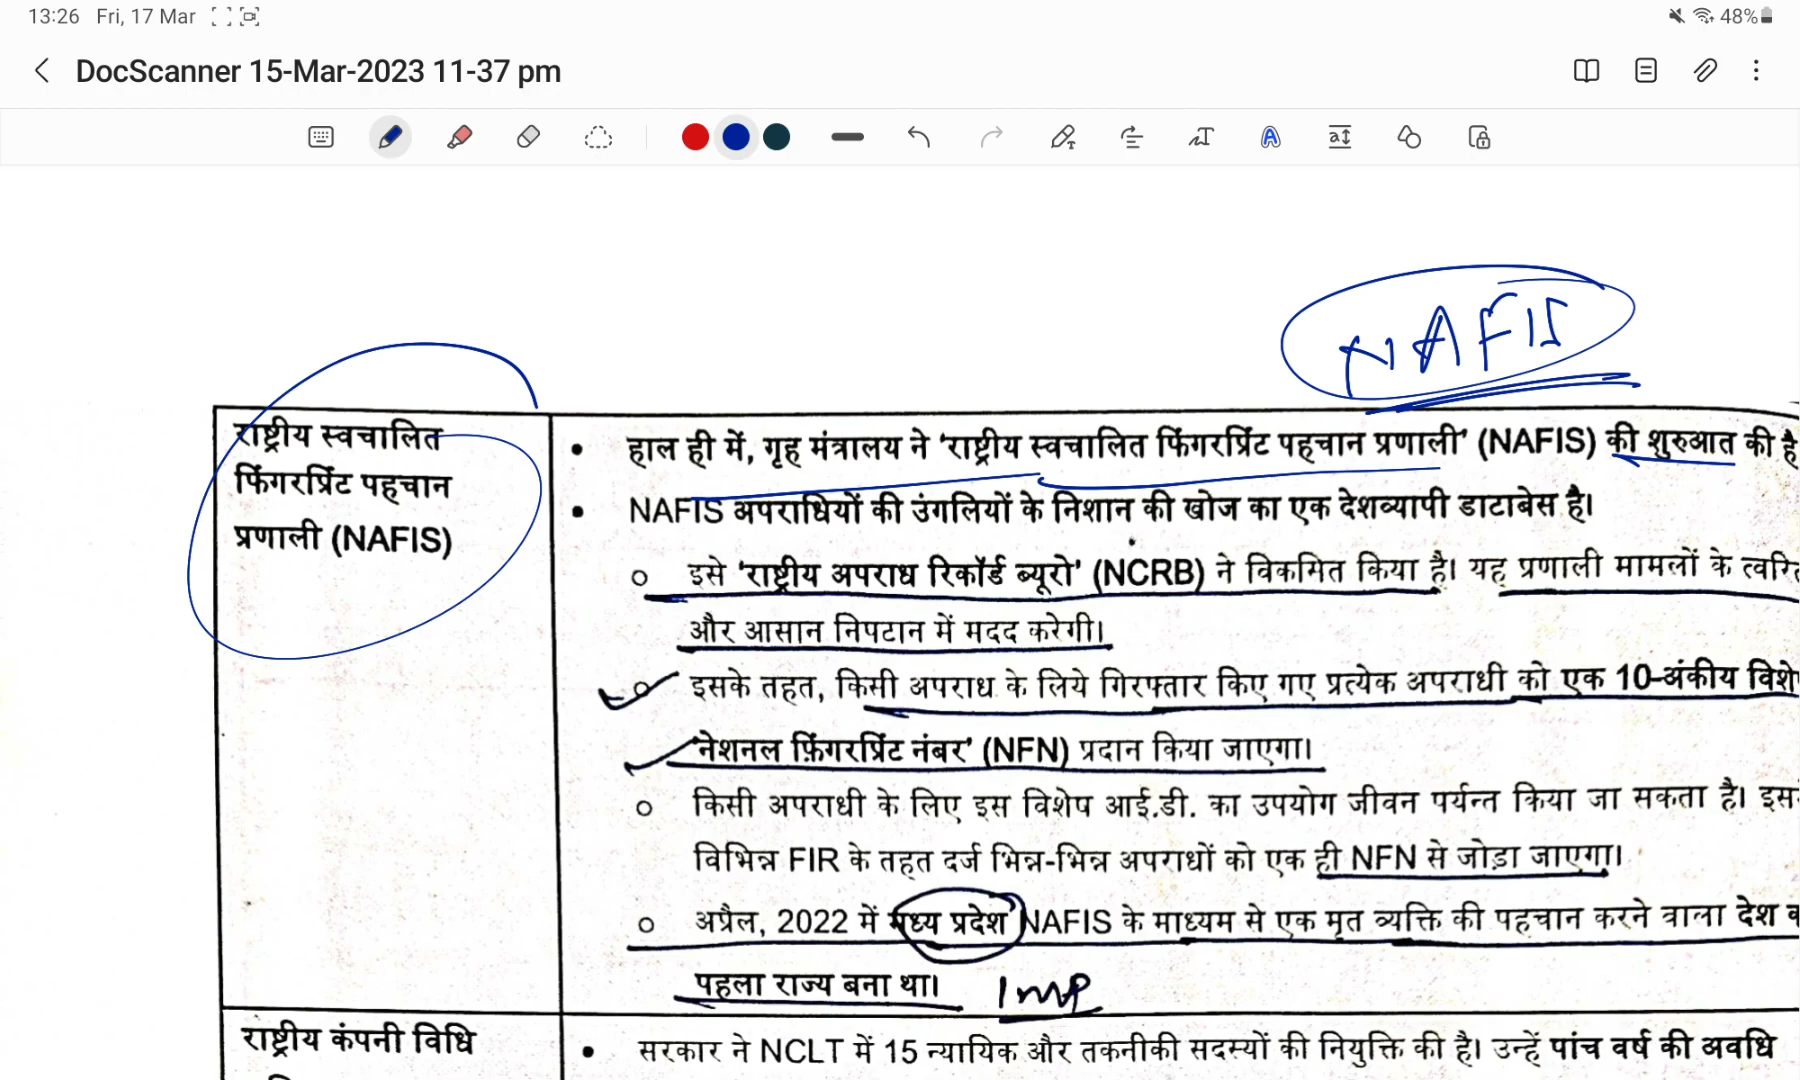 13:26 Fri, 17 Mar
48%
DocScanner 15-Mar-2023 11-37 pm
NAFIS
राष्ट्रीय स्वचालित
फिंगरप्रिंट पहचान
प्रणाली (NAFIS)
• हाल ही में, गृह मंत्रालय ने 'राष्ट्रीय स्वचालित फिंगरप्रिंट पहचान प्रणाली' (NAFIS) की शुरुआत की है
• NAFIS अपराधियों की उंगलियों के निशान की खोज का एक देशव्यापी डाटाबेस है।
o इसे 'राष्ट्रीय अपराध रिकॉर्ड ब्यूरो' (NCRB) ने विकसित किया है। यह प्रणाली मामलों के
और आसान निपटान में मदद करेगी।
o इसके तहत, किसी अपराध के लिये गिरफ्तार किए गए प्रत्येक अपराधी को एक 10-अंकीय
'नेशनल फ़िंगरप्रिंट नंबर' (NFN) प्रदान किया जाएगा।
o किसी अपराधी के लिए इस विशेष आई.डी. का उपयोग जीवन पर्यन्त किया जा सकता है।
विभिन्न FIR के तहत दर्ज भिन्न-भिन्न अपराधों को एक ही NFN से जोड़ा जाएगा।
o अप्रैल, 2022 में मध्य प्रदेश NAFIS के माध्यम से एक मृत व्यक्ति की पहचान करने वाला देश
पहला राज्य बना था। IMP
राष्ट्रीय कंपनी विधि
• सरकार ने NCLT में 15 न्यायिक और तकनीकी सदस्यों की नियुक्ति की है। उन्हें पांच वर्ष की अवधि